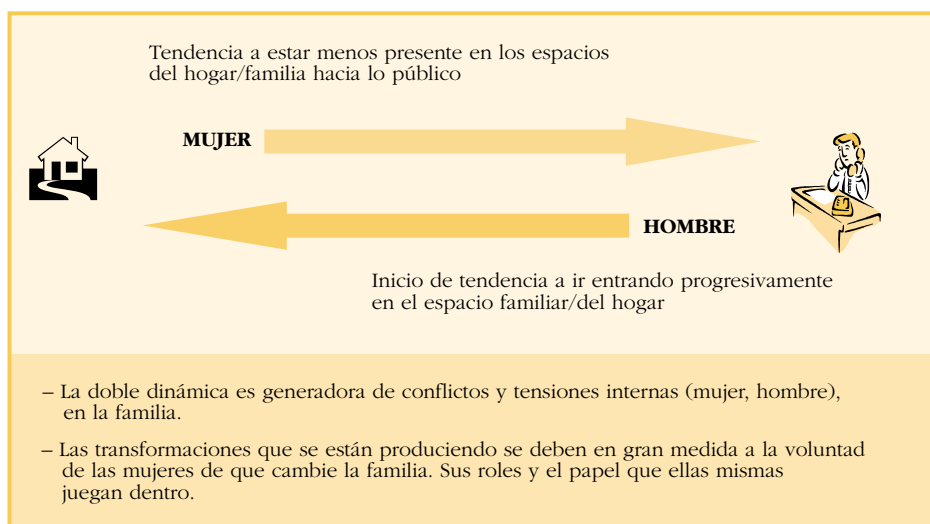 Tendencia a estar menos presente en los espacios
del hogar/familia hacia lo público
MUJER
HOMBRE
Inicio de tendencia a ir entrando progresivamente
en el espacio familiar/del hogar
– La doble dinámica es generadora de conflictos y tensiones internas (mujer, hombre),
en la familia.
– Las transformaciones que se están produciendo se deben en gran medida a la voluntad
de las mujeres de que cambie la familia. Sus roles y el papel que ellas mismas
juegan dentro.